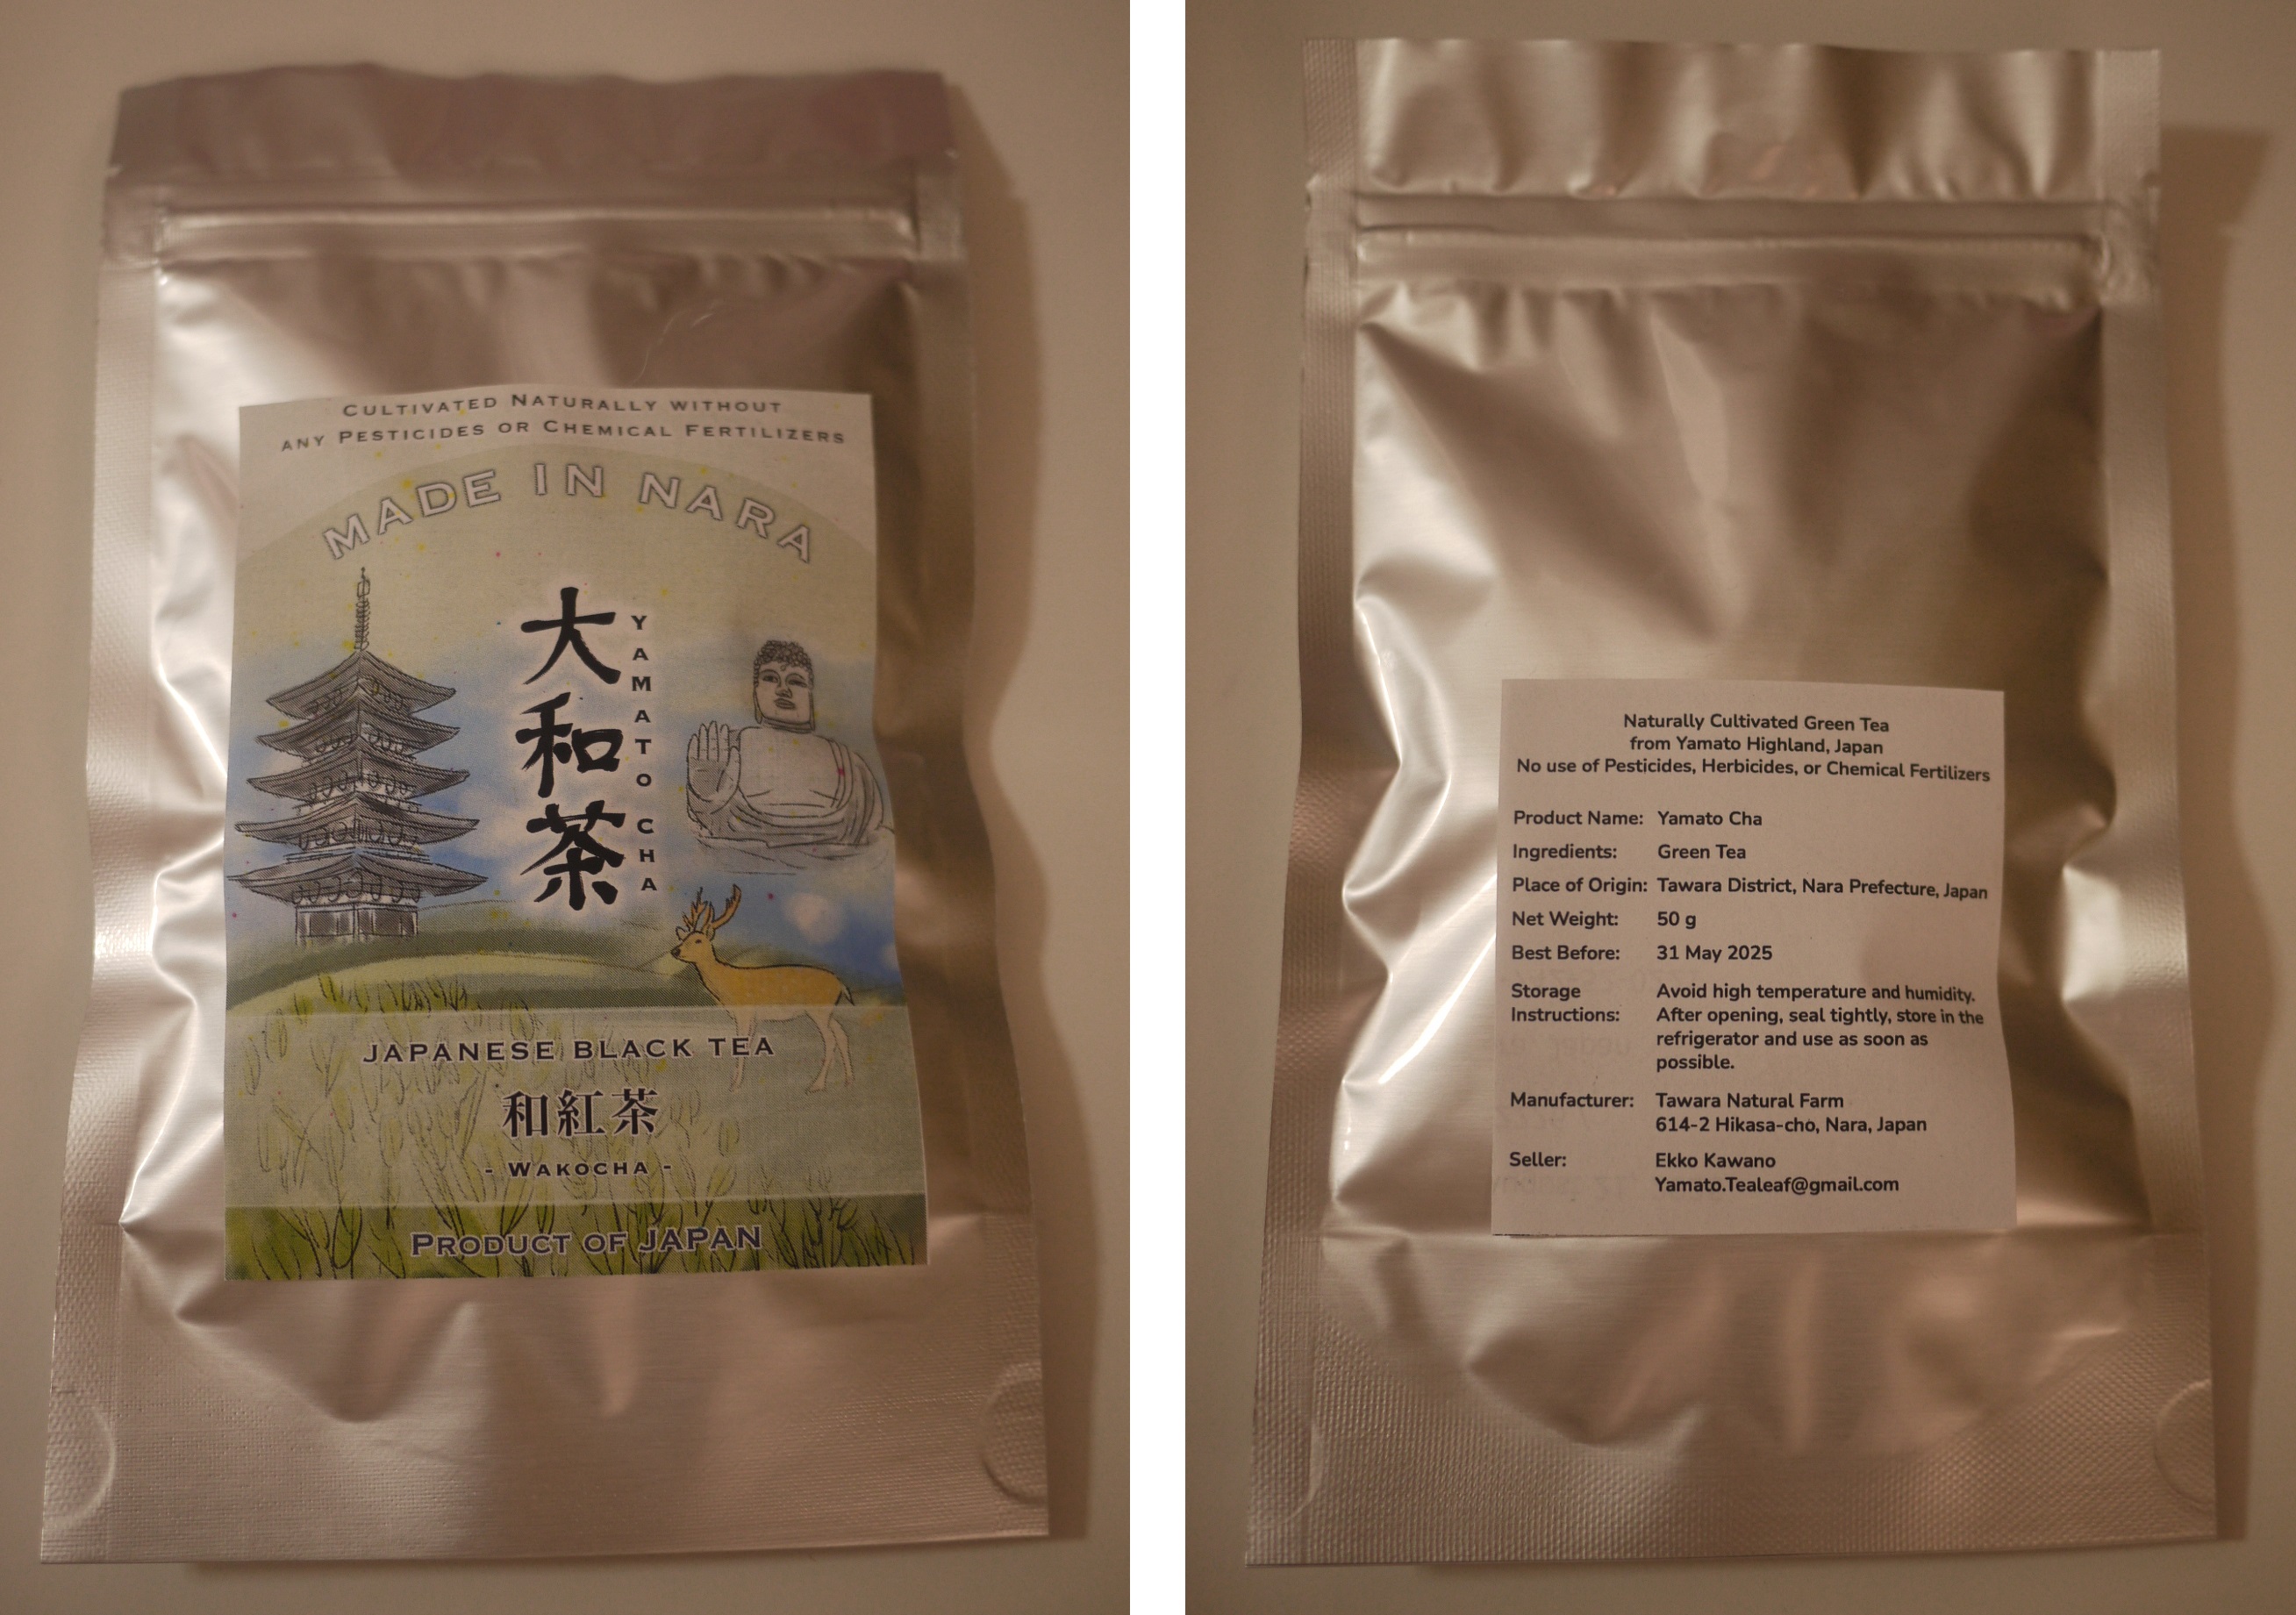 CULTIVATED NATURALLY WITHOUT
ANY PESTICIDES OR CHEMICAL FERTILIZERS
MADE IN NARA
大和茶
YAMATO CHA
JAPANESE BLACK TEA
和紅茶
- WAKOCHA -
PRODUCT OF JAPAN
Naturally Cultivated Green Tea
from Yamato Highland, Japan
No use of Pesticides, Herbicides, or Chemical Fertilizers
Product Name: Yamato Cha
Ingredients: Green Tea
Place of Origin: Tawara District, Nara Prefecture, Japan
Net Weight: 50 g
Best Before: 31 May 2025
Storage Avoid high temperature and humidity.
Instructions: After opening, seal tightly, store in the
refrigerator and use as soon as
possible.
Manufacturer: Tawara Natural Farm
614-2 Hikasa-cho, Nara, Japan
Seller: Ekko Kawano
Yamato.Tealeaf@gmail.com